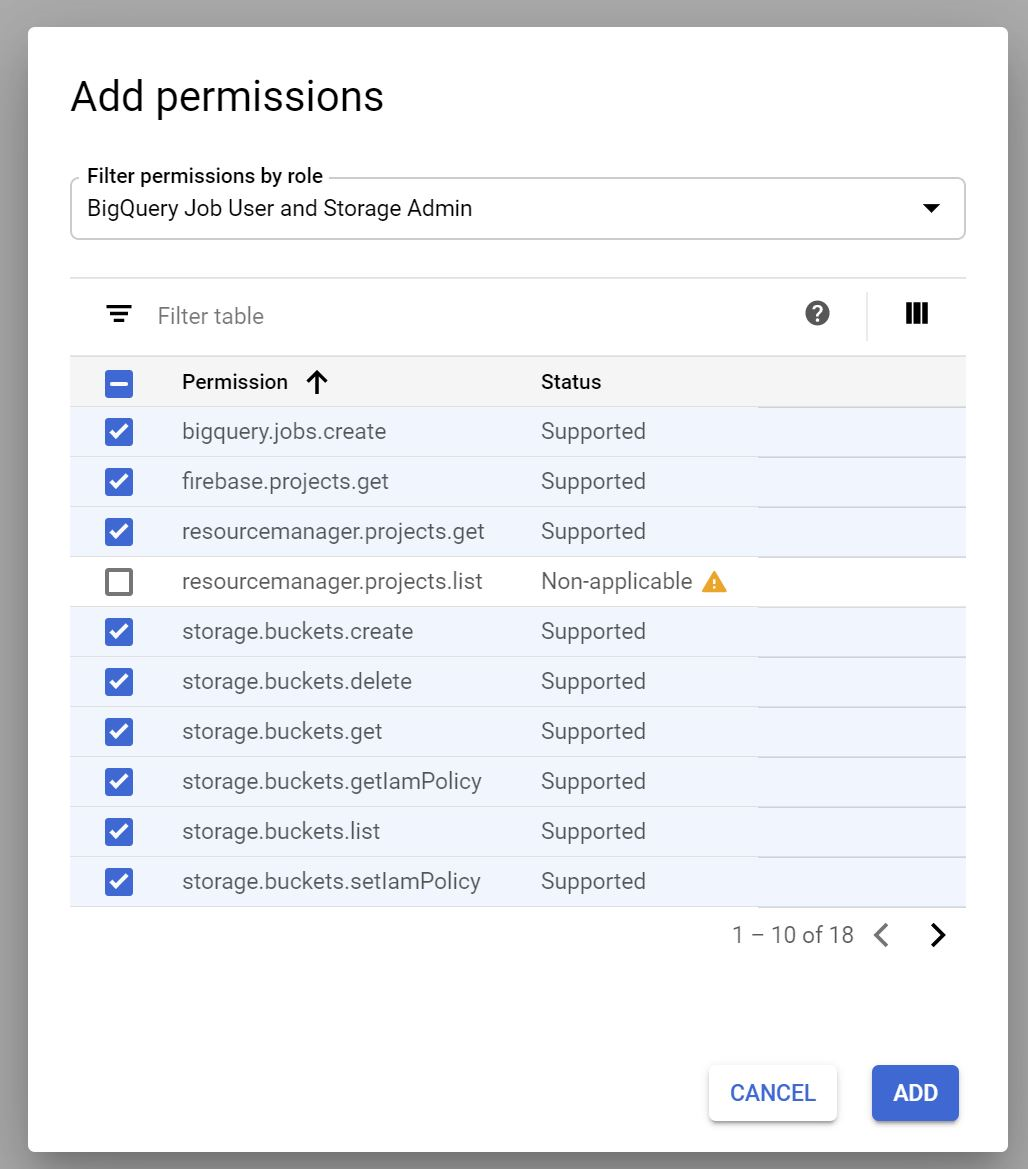 Add permissions
Filter permissions by role
BigQuery Job User and Storage Admin
Filter table
Permission Status
bigquery.jobs.create Supported
firebase.projects.get Supported
resourcemanager.projects.get Supported
resourcemanager.projects.list Non-applicable
storage.buckets.create Supported
storage.buckets.delete Supported
storage.buckets.get Supported
storage.buckets.getIamPolicy Supported
storage.buckets.list Supported
storage.buckets.setIamPolicy Supported
1 – 10 of 18
CANCEL ADD